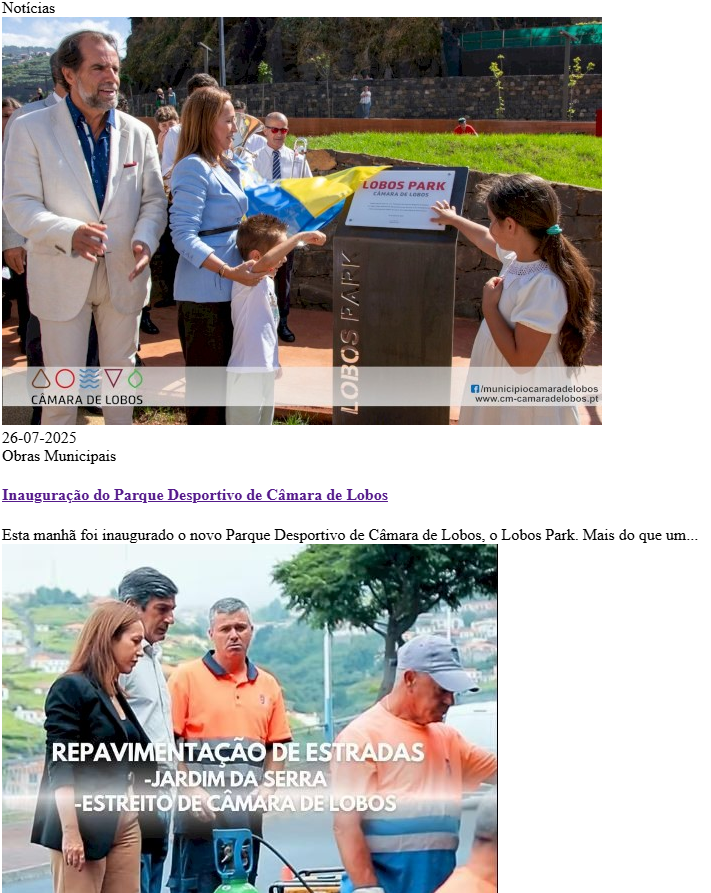 Notícias
LOBOS PARK
CÂMARA DE LOBOS
LOBOS PARK
CÂMARA DE LOBOS
/municipiocamaradelobos
www.cm-camaradelobos.pt
26-07-2025
Obras Municipais
Inauguração do Parque Desportivo de Câmara de Lobos
Esta manhã foi inaugurado o novo Parque Desportivo de Câmara de Lobos, o Lobos Park. Mais do que um...
REPAVIMENTAÇÃO DE ESTRADAS
-JARDIM DA SERRA
-ESTREITO DE CÂMARA DE LOBOS